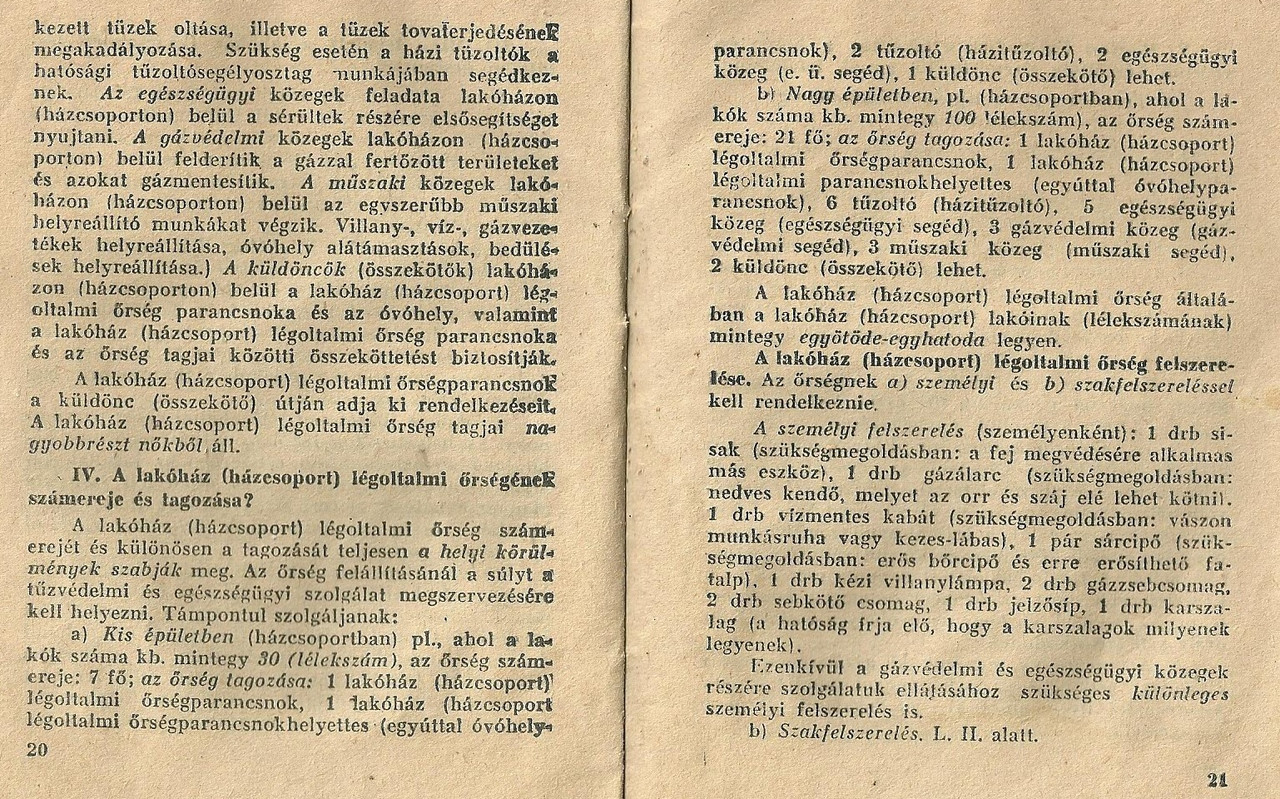 kezett tüzek oltása, illetve a tüzek tovaterjedésének
megakadályozása. Szükség esetén a házi tűzoltók a
hatósági tűzoltósegélyosztag munkájában segédkez-
nek. Az egészségügyi közegek feladata lakóházon
(házcsoporton) belül a sérültek részére elsősegítséget
nyujtani. A gázvédelmi közegek lakóházon (házcso-
porton) belül felderítik a gázzal fertőzött területeket
és azokat gázmentesítik. A műszaki közegek lakó-
házon (házcsoporton) belül az egyszerűbb műszaki
helyreállító munkákat végzik. Villany-, víz-, gázveze-
tékek helyreállítása, óvóhely alátámasztások, bedülé-
sek helyreállítása.) A küldöncök (összekötők) lakóhá-
zon (házcsoporton) belül a lakóház (házcsoport) lég-
oltalmi őrség parancsnoka és az óvóhely, valamint
a lakóház (házcsoport) légoltalmi őrség parancsnoka
és az őrség tagjai közötti összeköttetést biztosítják.
A lakóház (házcsoport) légoltalmi őrségparancsnok
a küldönc (összekötő) útján adja ki rendelkezéseit.
A lakóház (házcsoport) légoltalmi őrség tagjai na-
gyobbrészt nőkből áll.
IV. A lakóház (házcsoport) légoltalmi őrségének
számereje és tagozása?
A lakóház (házcsoport) légoltalmi őrség szám-
erejét és különösen a tagozását teljesen a helyi körül-
mények szabják meg. Az őrség felállításánál a súlyt a
tűzvédelmi és egészségügyi szolgálat megszervezésére
kell helyezni. Támpontul szolgáljanak:
a) Kis épületben (házcsoportban) pl., ahol a la-
kók száma kb. mintegy 30 (lélekszám), az őrség szám-
ereje: 7 fő; az őrség tagozása: 1 lakóház (házcsoport)
légoltalmi őrségparancsnok, 1 lakóház (házcsoport
légoltalmi őrségparancsnokhelyettes (egyúttal óvóhely-
20
parancsnok), 2 tűzoltó (házitűzoltó), 2 egészségügyi
közeg (e. ü. segéd), 1 küldönc (összekötő) lehet.
b) Nagy épületben, pl. (házcsoportban), ahol a la-
kók száma kb. mintegy 100 lélekszám), az őrség szám-
ereje: 21 fő; az őrség tagozása: 1 lakóház (házcsoport)
légoltalmi őrségparancsnok, 1 lakóház (házcsoport)
légoltalmi parancsnokhelyettes (egyúttal óvóhelypa-
rancsnok), 6 tűzoltó (házitűzoltó), 5 egészségügyi
közeg (egészségügyi segéd), 3 gázvédelmi közeg (gáz-
védelmi segéd), 3 műszaki közeg (műszaki segéd),
2 küldönc (összekötő) lehet.
A lakóház (házcsoport) légoltalmi őrség általá-
ban a lakóház (házcsoport) lakóinak (lélekszámának)
mintegy egyötöde-egyhatoda legyen.
A lakóház (házcsoport) légoltalmi őrség felszere-
lése. Az őrségnek a) személyi és b) szakfelszereléssel
kell rendelkeznie.
A személyi felszerelés (személyenként): 1 drb si-
sak (szükségmegoldásban: a fej megvédésére alkalmas
más eszköz), 1 drb gázálarc (szükségmegoldásban:
nedves kendő, melyet az orr és száj elé lehet kötni).
1 drb vízmentes kabát (szükségmegoldásban: vászon
munkásruha vagy kezes-lábas), 1 pár sárcipő (szük-
ségmegoldásban: erős bőrcipő és erre erősíthető fa-
talp), 1 drb kézi villanylámpa, 2 drb gázzsebcsomag,
2 drb sebkötő csomag, 1 drb jelzősíp, 1 drb karsza-
lag (a hatóság írja elő, hogy a karszalagok milyenek
legyenek).
Ezenkívül a gázvédelmi és egészségügyi közegek
részére szolgálatuk ellátásához szükséges különleges
személyi felszerelés is.
b) Szakfelszerelés. L. II. alatt.
21